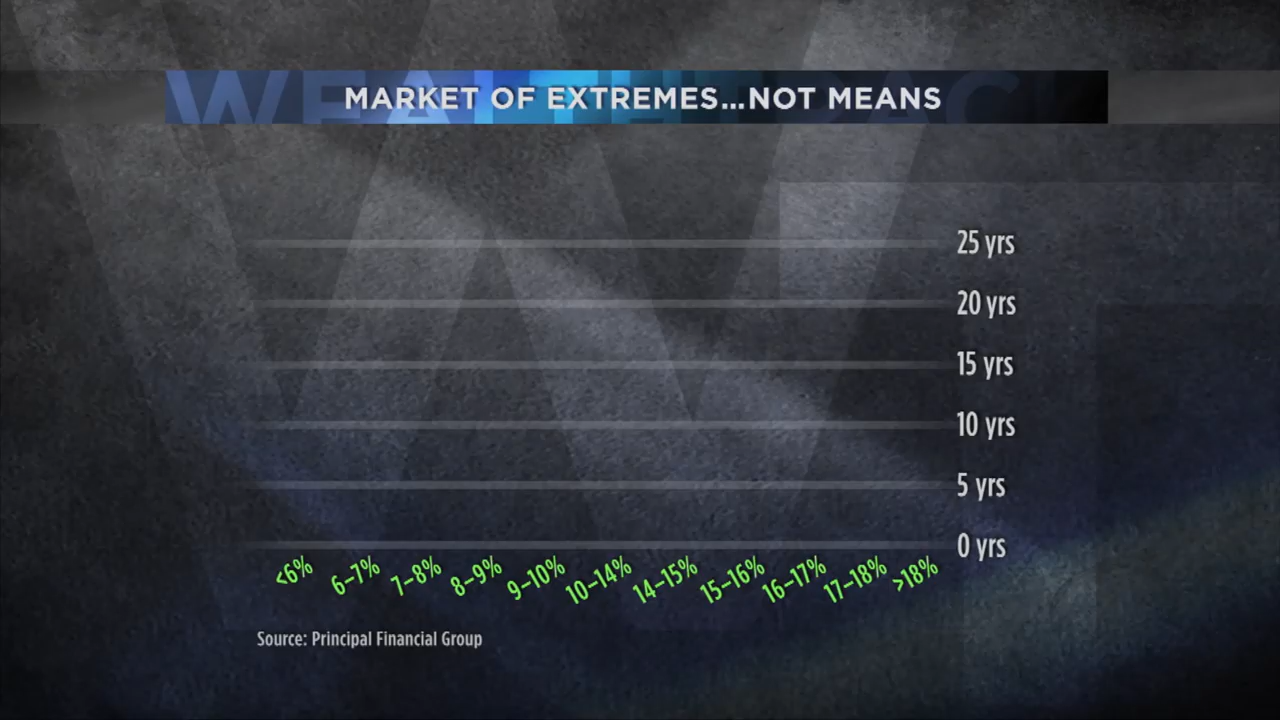 MARKET OF EXTREMES...NOT MEANS
WEALTHTRACK
25 yrs
20 yrs
15 yrs
10 yrs
5 yrs
0 yrs
<6% 6–7% 7–8% 8–9% 9–10% 10–14% 14–15% 15–16% 16–17% 17–18% >18%
Source: Principal Financial Group